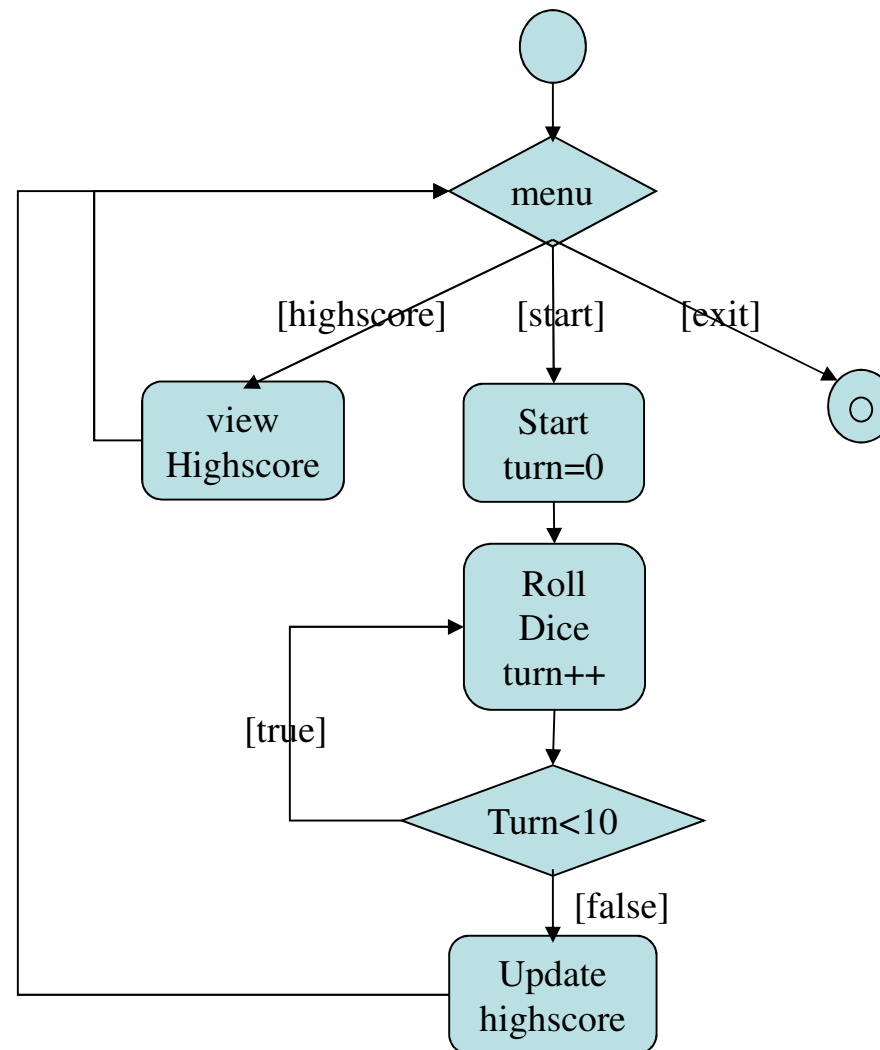 menu
[highscore]
[start]
[exit]
view
Highscore
Start
turn=0
Roll
Dice
turn++
[true]
Turn<10
[false]
Update
highscore